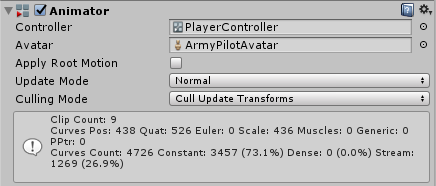 Animator
Controller PlayerController
Avatar ArmyPilotAvatar
Apply Root Motion
Update Mode Normal
Culling Mode Cull Update Transforms
Clip Count: 9
Curves Pos: 438 Quat: 526 Euler: 0 Scale: 436 Muscles: 0 Generic: 0
PPtr: 0
Curves Count: 4726 Constant: 3457 (73.1%) Dense: 0 (0.0%) Stream:
1269 (26.9%)